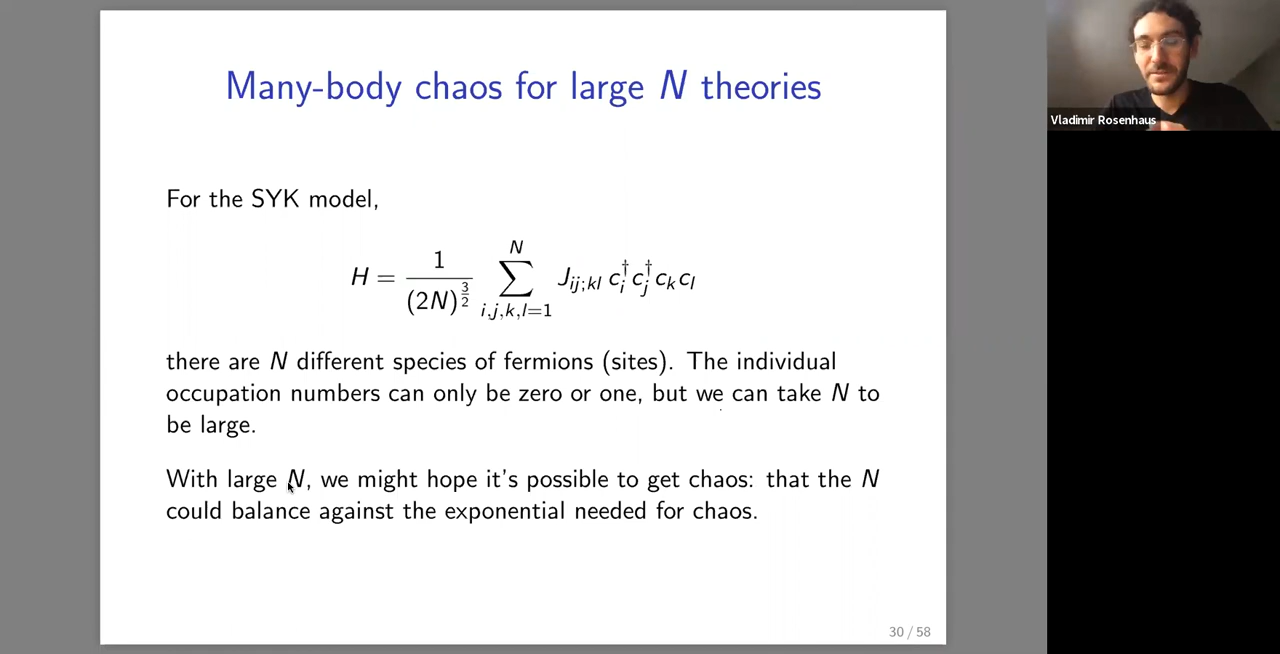 Many-body chaos for large N theories
Vladimir Rosenhaus
For the SYK model,
H = \frac{1}{(2N)^{\frac{3}{2}}} \sum_{i,j,k,l=1}^{N} J_{ij;kl} c_i^† c_j^† c_k c_l
there are N different species of fermions (sites). The individual
occupation numbers can only be zero or one, but we can take N to
be large.
With large N, we might hope it's possible to get chaos: that the N
could balance against the exponential needed for chaos.
30 / 58